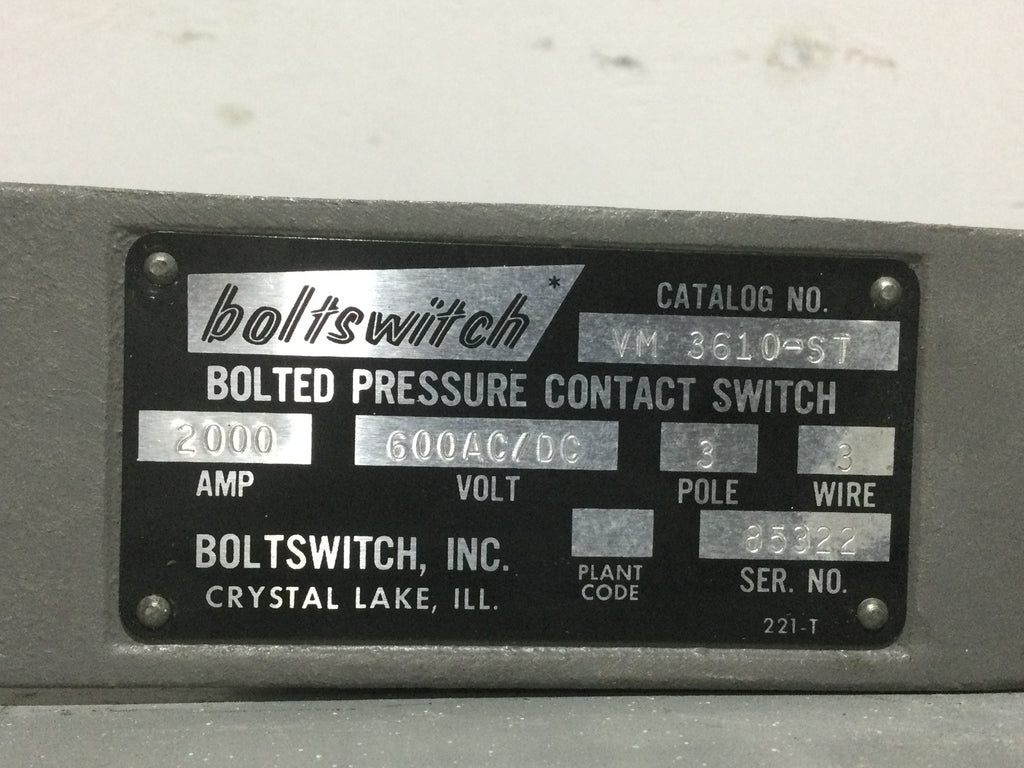 boltswitch*
CATALOG NO.
VM 3610-ST
BOLTED PRESSURE CONTACT SWITCH
2000
AMP
600AC/DC
VOLT
3
POLE
3
WIRE
BOLTSWITCH, INC.
CRYSTAL LAKE, ILL.
PLANT
CODE
85322
SER. NO.
221-T